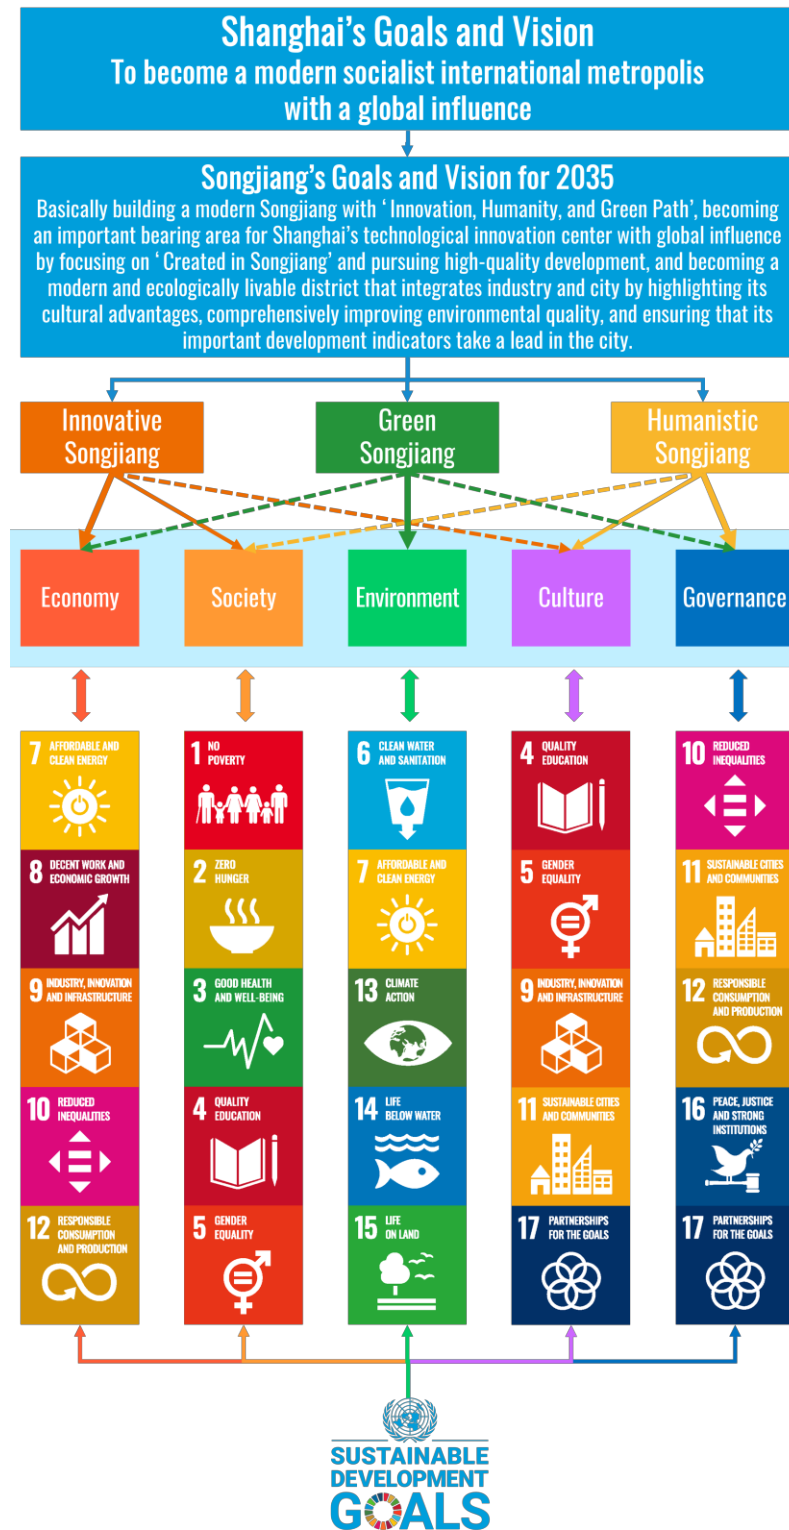 Shanghai’s Goals and Vision
To become a modern socialist international metropolis
with a global influence
Songjiang’s Goals and Vision for 2035
Basically building a modern Songjiang with ‘ Innovation, Humanity, and Green Path’, becoming
an important bearing area for Shanghai’s technological innovation center with global influence
by focusing on ‘ Created in Songjiang’ and pursuing high-quality development, and becoming a
modern and ecologically livable district that integrates industry and city by highlighting its
cultural advantages, comprehensively improving environmental quality, and ensuring that its
important development indicators take a lead in the city.
Innovative
Songjiang
Green
Songjiang
Humanistic
Songjiang
Economy
Society
Environment
Culture
Governance
7 AFFORDABLE AND
CLEAN ENERGY
8 DECENT WORK AND
ECONOMIC GROWTH
9 INDUSTRY, INNOVATION
AND INFRASTRUCTURE
10 REDUCED
INEQUALITIES
12 RESPONSIBLE
CONSUMPTION
AND PRODUCTION
1 NO
POVERTY
2 ZERO
HUNGER
3 GOOD HEALTH
AND WELL-BEING
4 QUALITY
EDUCATION
5 GENDER
EQUALITY
6 CLEAN WATER
AND SANITATION
7 AFFORDABLE AND
CLEAN ENERGY
13 CLIMATE
ACTION
14 LIFE
BELOW WATER
15 LIFE
ON LAND
4 QUALITY
EDUCATION
5 GENDER
EQUALITY
9 INDUSTRY, INNOVATION
AND INFRASTRUCTURE
11 SUSTAINABLE CITIES
AND COMMUNITIES
17 PARTNERSHIPS
FOR THE GOALS
10 REDUCED
INEQUALITIES
11 SUSTAINABLE CITIES
AND COMMUNITIES
12 RESPONSIBLE
CONSUMPTION
AND PRODUCTION
16 PEACE, JUSTICE
AND STRONG
INSTITUTIONS
17 PARTNERSHIPS
FOR THE GOALS
SUSTAINABLE
DEVELOPMENT
GOALS